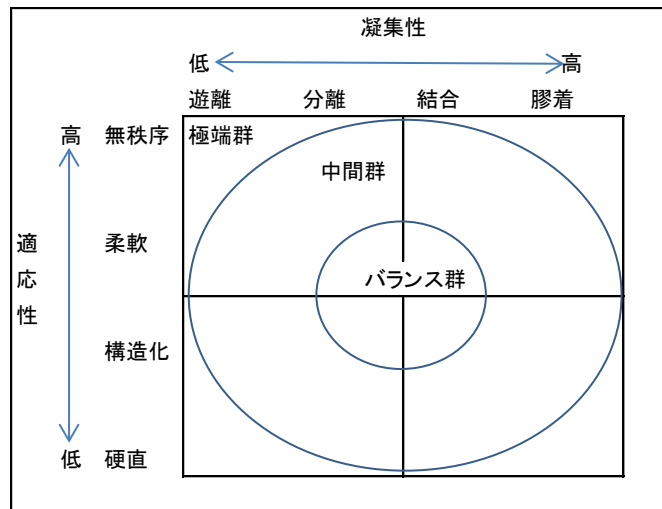 凝集性
低 高
遊離 分離 結合 膠着
高 無秩序 極端群
中間群
適応性
柔軟
バランス群
構造化
低 硬直